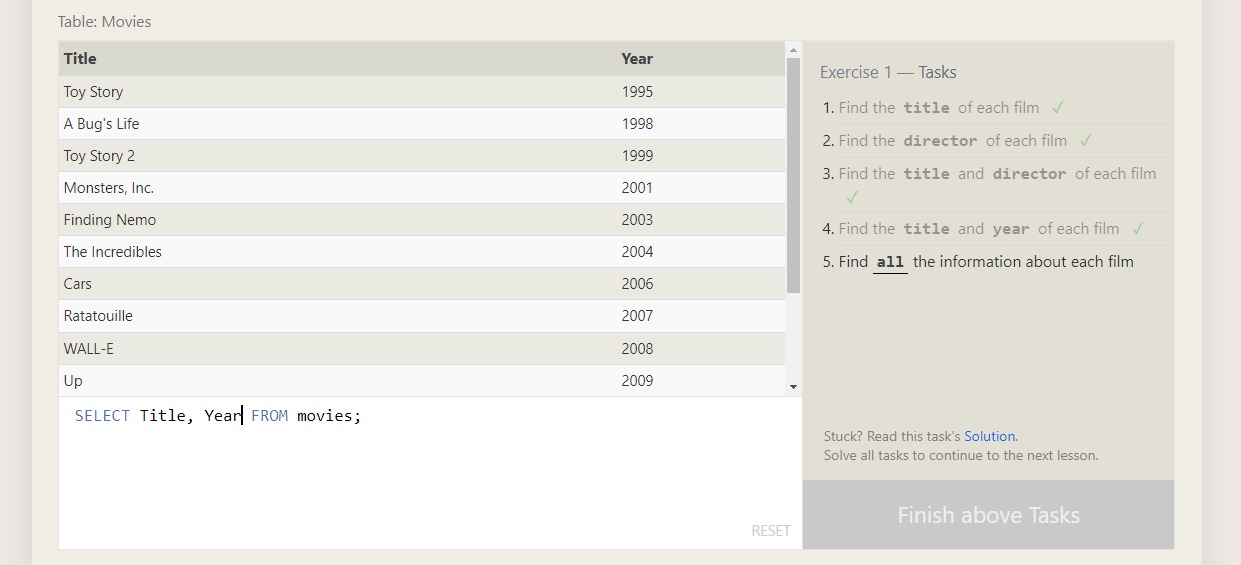 Table: Movies
Title Year
Toy Story 1995
A Bug's Life 1998
Toy Story 2 1999
Monsters, Inc. 2001
Finding Nemo 2003
The Incredibles 2004
Cars 2006
Ratatouille 2007
WALL-E 2008
Up 2009
SELECT Title, Year FROM movies;
RESET
Exercise 1 — Tasks
1. Find the title of each film ✓
2. Find the director of each film ✓
3. Find the title and director of each film
✓
4. Find the title and year of each film ✓
5. Find all the information about each film
Stuck? Read this task's Solution.
Solve all tasks to continue to the next lesson.
Finish above Tasks